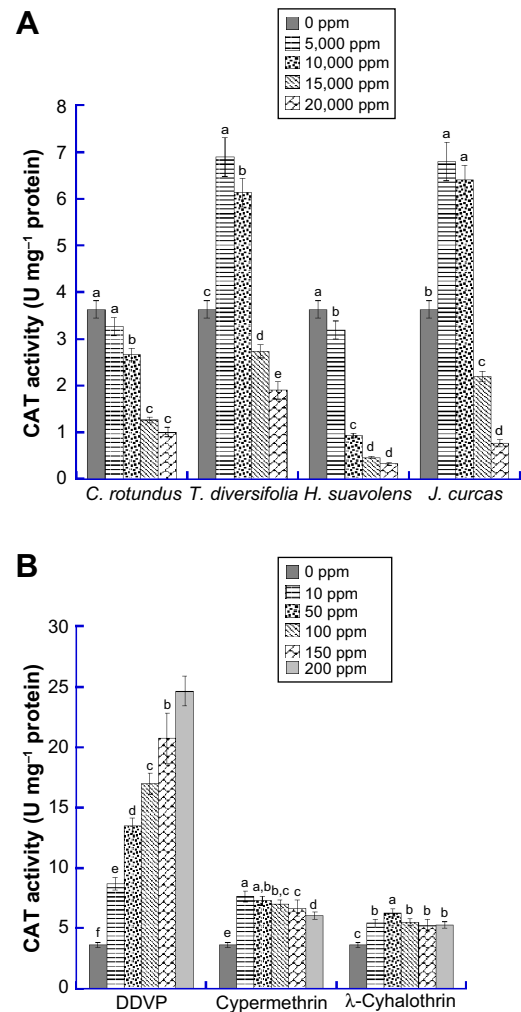 A
0 ppm
5,000 ppm
10,000 ppm
15,000 ppm
20,000 ppm
CAT activity (U mg⁻¹ protein)
8
7
6
5
4
3
2
1
0
a
a
b
c
c
c
a
b
d
e
a
b
c
d
d
b
a
a
c
d
C. rotundus T. diversifolia H. suavolens J. curcas
B
0 ppm
10 ppm
50 ppm
100 ppm
150 ppm
200 ppm
CAT activity (U mg⁻¹ protein)
30
25
20
15
10
5
0
f
e
d
c
b
e
a
a,b
b,c
c
d
c
b
a
b
b
b
DDVP Cypermethrin λ-Cyhalothrin